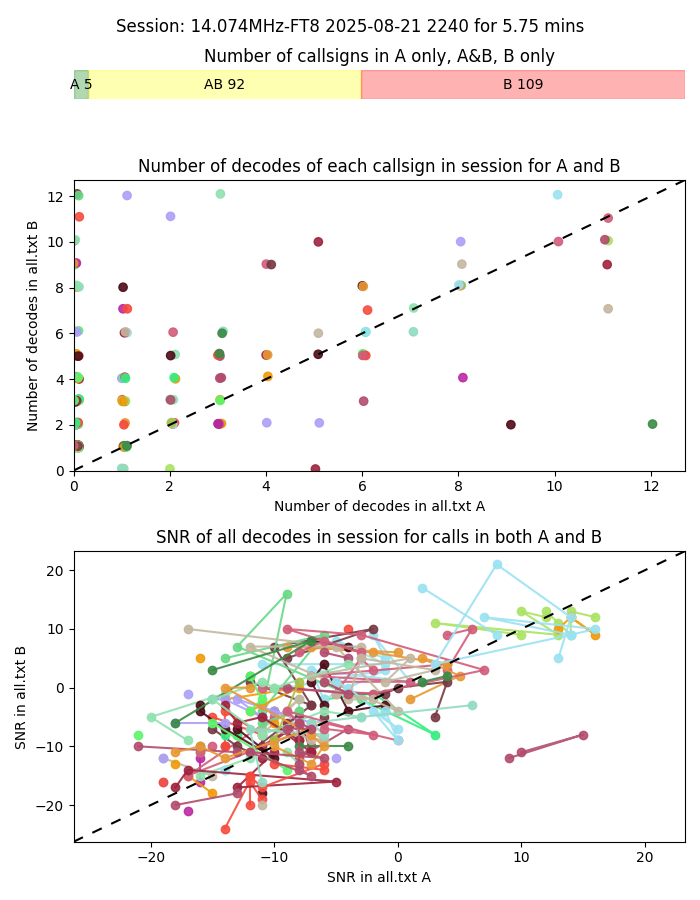 Session: 14.074MHz-FT8 2025-08-21 2240 for 5.75 mins
Number of callsigns in A only, A&B, B only
A 5 AB 92 B 109
Number of decodes of each callsign in session for A and B
12
10
8
6
4
2
0
Number of decodes in all.txt B
0 2 4 6 8 10 12
Number of decodes in all.txt A
SNR of all decodes in session for calls in both A and B
20
10
0
−10
−20
SNR in all.txt B
−20 −10 0 10 20
SNR in all.txt A